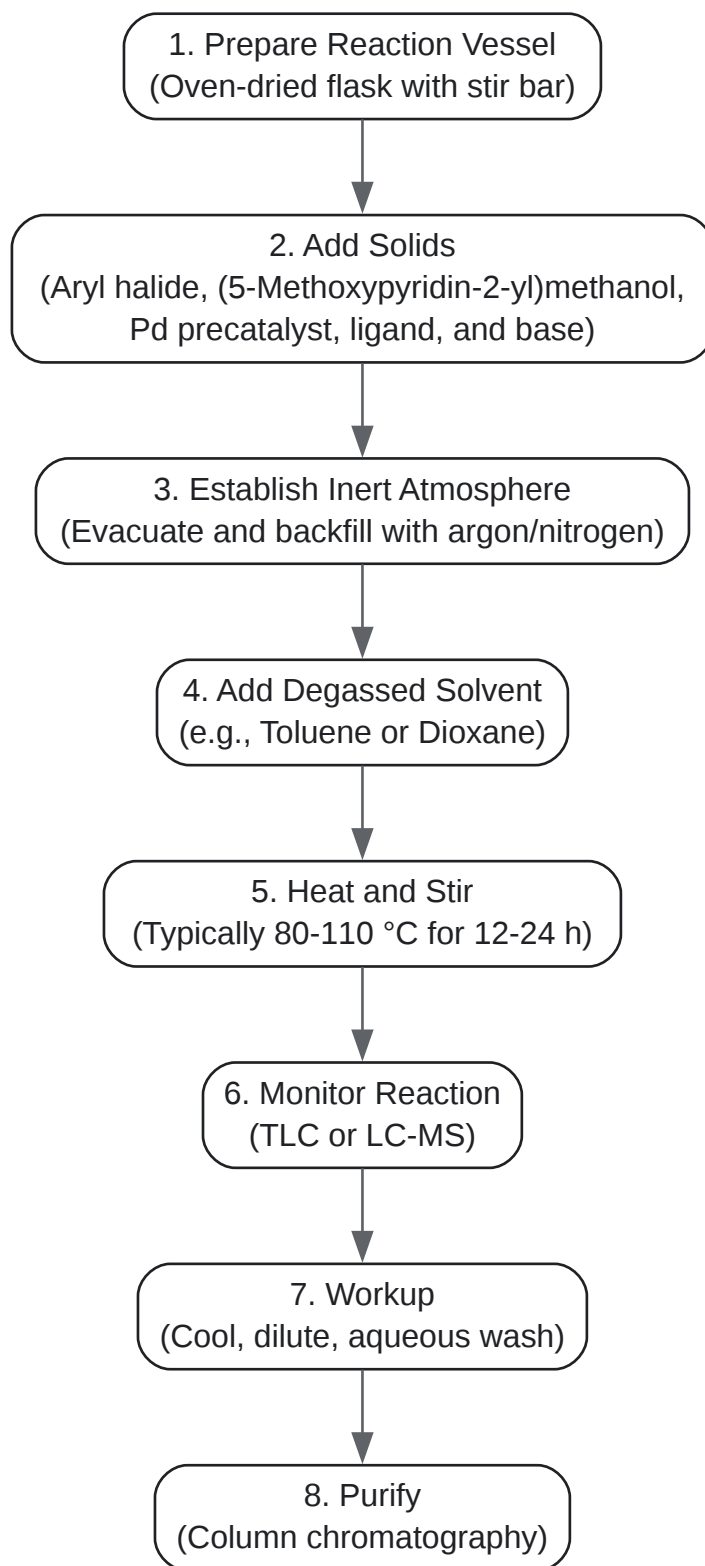 1. Prepare Reaction Vessel
(Oven-dried flask with stir bar)
2. Add Solids
(Aryl halide, (5-Methoxypyridin-2-yl)methanol,
Pd precatalyst, ligand, and base)
3. Establish Inert Atmosphere
(Evacuate and backfill with argon/nitrogen)
4. Add Degassed Solvent
(e.g., Toluene or Dioxane)
5. Heat and Stir
(Typically 80-110 °C for 12-24 h)
6. Monitor Reaction
(TLC or LC-MS)
7. Workup
(Cool, dilute, aqueous wash)
8. Purify
(Column chromatography)